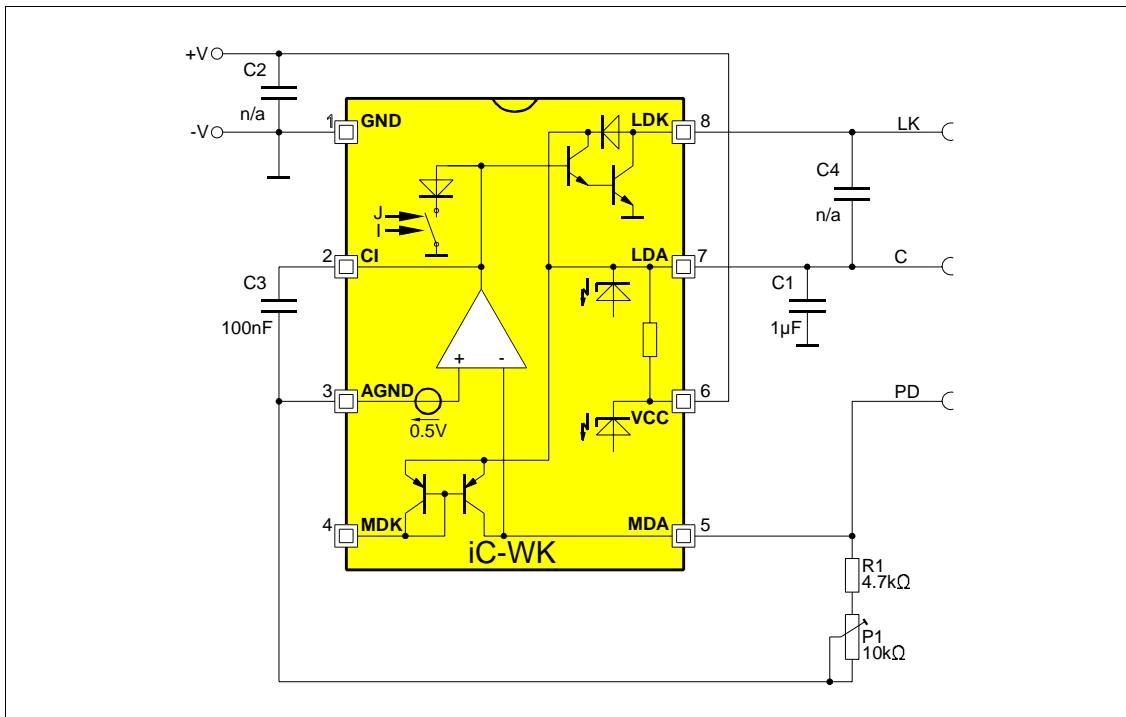 +V
C2
n/a
-V
1
GND
LDK
8
LK
C4
n/a
J
I
2
CI
LDA
7
C
C3
100nF
C1
1µF
+
-
3
AGND
0.5V
6
VCC
PD
4
MDK
MDA
5
iC-WK
R1
4.7kΩ
P1
10kΩ